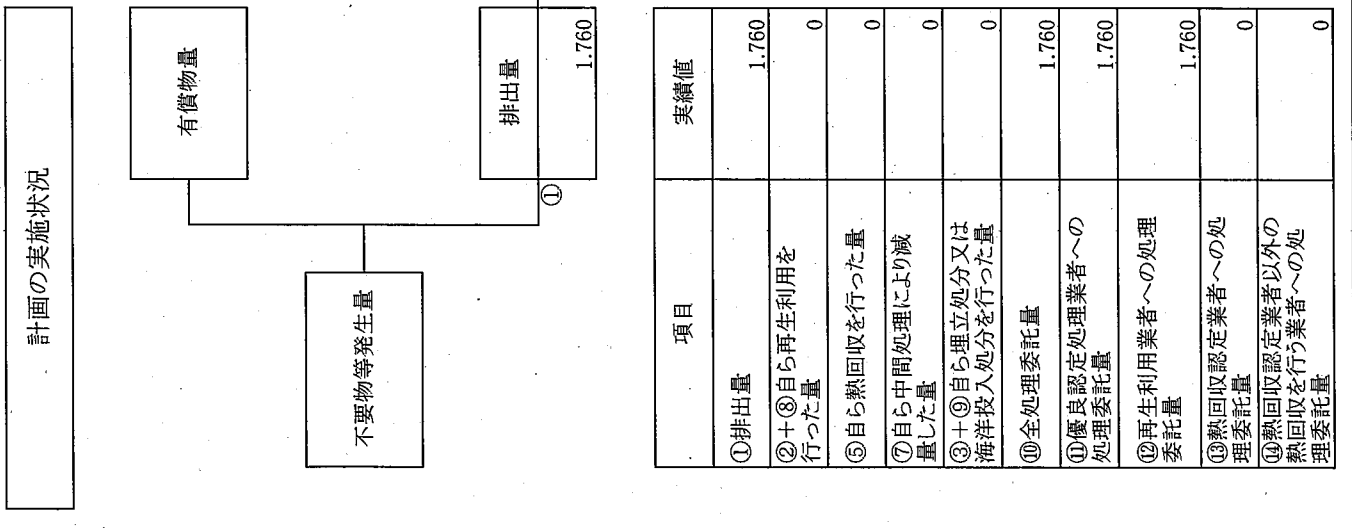 計画の実施状況
有償物量
不要物等発生量
排出量
①
1.760
項目
実績値
①排出量
1.760
②+⑧自ら再生利用を
行った量
0
⑤自ら熱回収を行った量
0
⑦自ら中間処理により減
量した量
0
③+⑨自ら埋立処分又は
海洋投入処分を行った量
0
⑩全処理委託量
1.760
⑪優良認定処理業者への
処理委託量
1.760
⑫再生利用業者への処理
委託量
1.760
⑬熱回収認定業者への処
理委託量
0
⑭熱回収認定業者以外の
熱回収を行う業者への処
理委託量
0